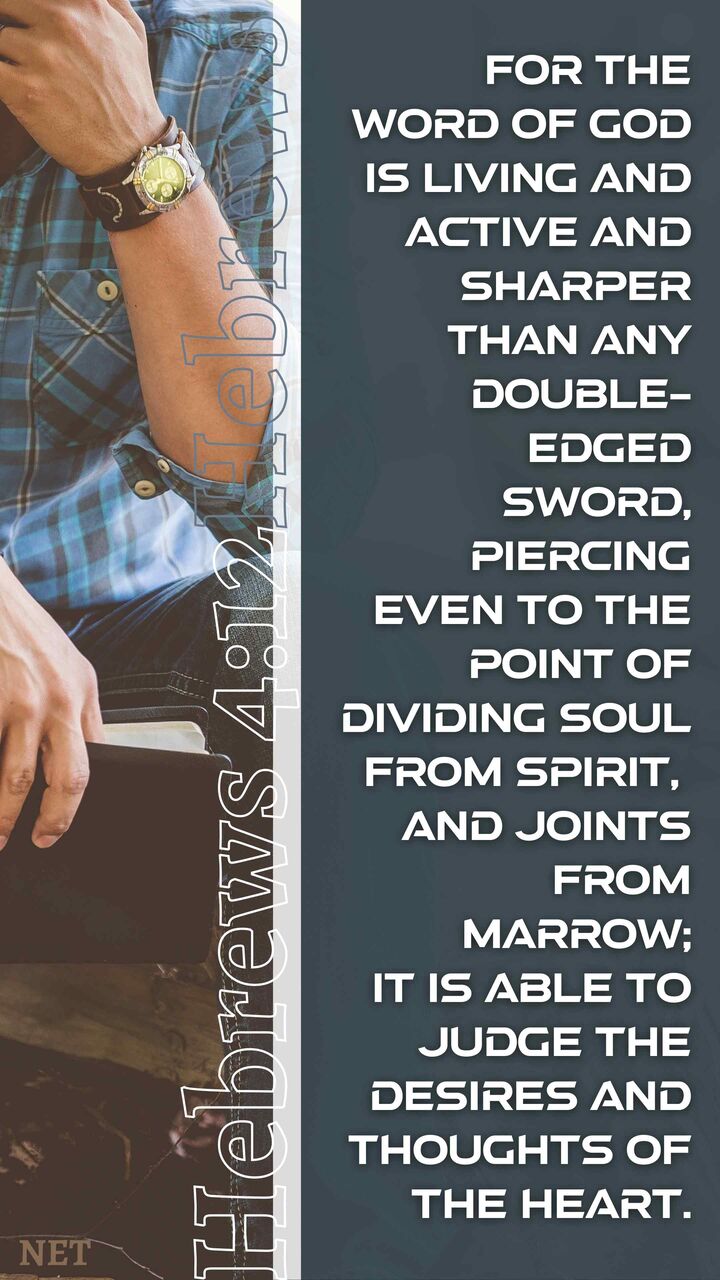 FOR THE
WORD OF GOD
IS LIVING AND
ACTIVE AND
SHARPER
THAN ANY
DOUBLE-
EDGED
SWORD,
PIERCING
EVEN TO THE
POINT OF
DIVIDING SOUL
FROM SPIRIT,
AND JOINTS
FROM
MARROW;
IT IS ABLE TO
JUDGE THE
DESIRES AND
THOUGHTS OF
THE HEART.
Hebrews 4:12
Hebrews
NET